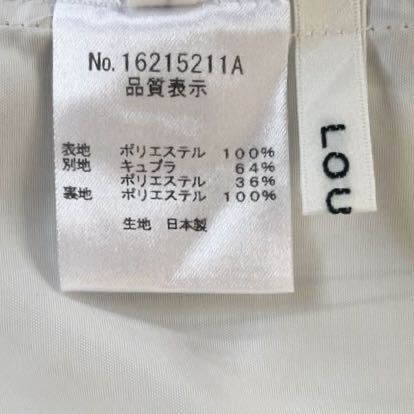 No. 16215211A
品質表示
表地 ポリエステル 100%
別地 キュプラ 64%
ポリエステル 36%
裏地 ポリエステル 100%
生地 日本製
LOU